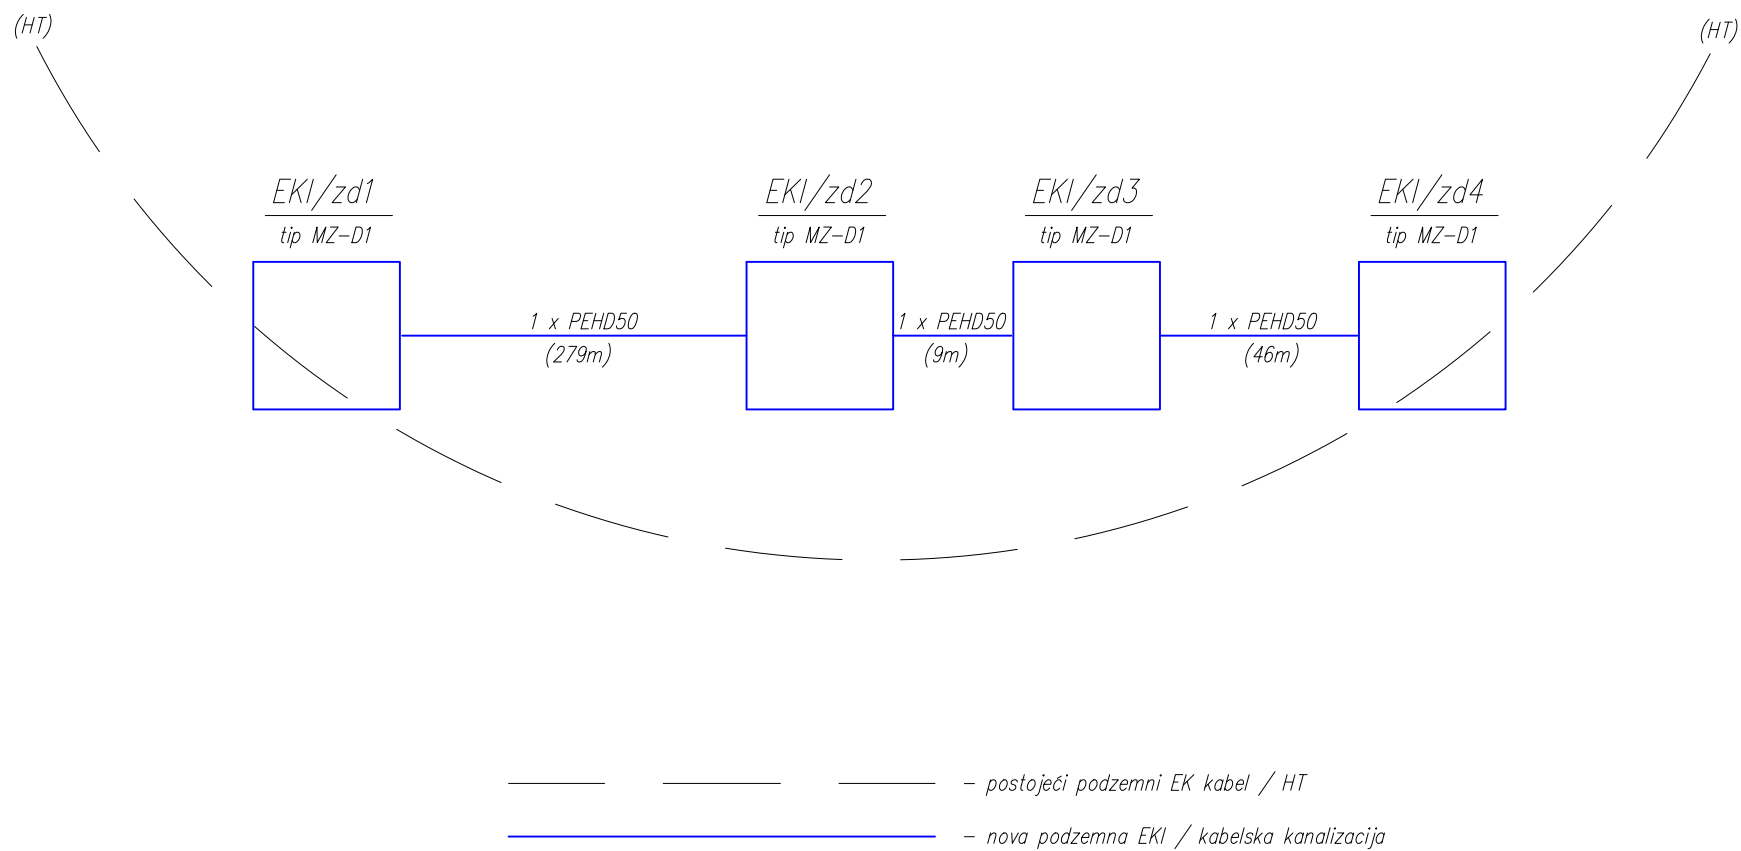 (HT)
(HT)
EKI/zd1
tip MZ-D1
EKI/zd2
tip MZ-D1
EKI/zd3
tip MZ-D1
EKI/zd4
tip MZ-D1
1 x PEHD50
(279m)
1 x PEHD50
(9m)
1 x PEHD50
(46m)
- postojeći podzemni EK kabel / HT
- nova podzemna EKI / kabelska kanalizacija